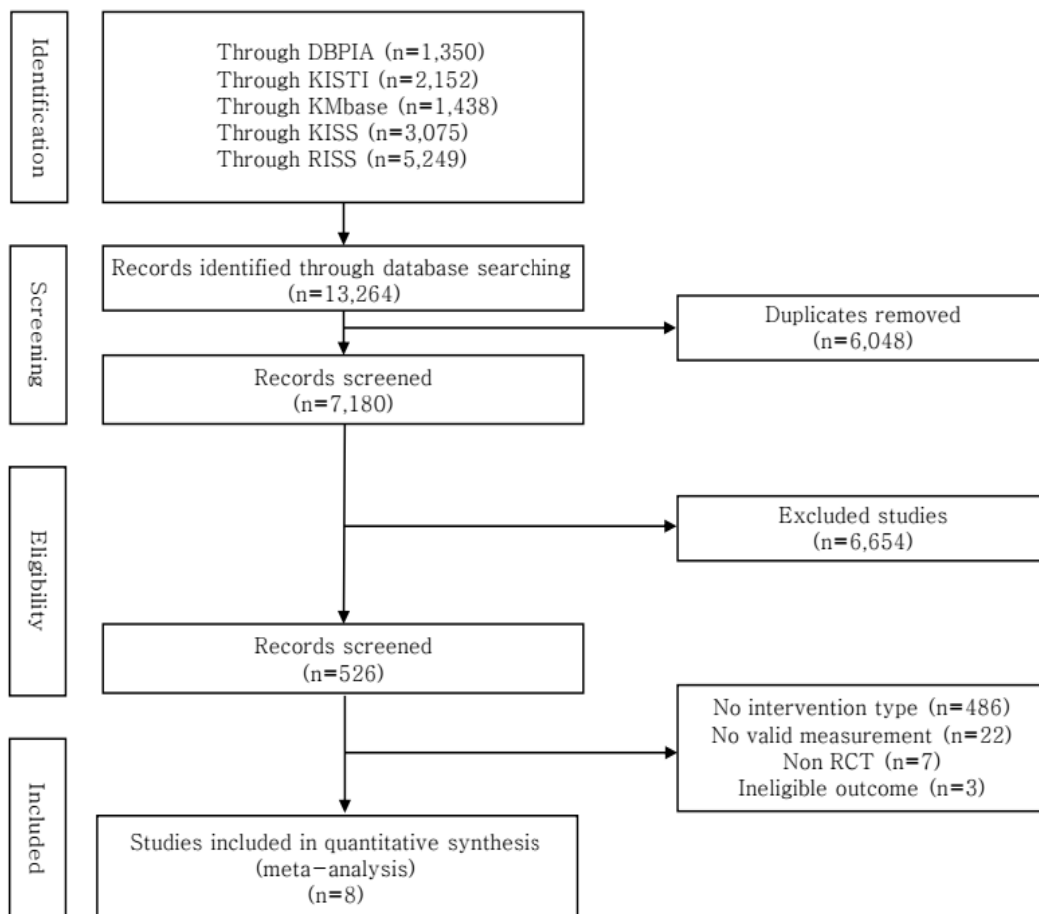 Identification
Through DBPIA (n=1,350)
Through KISTI (n=2,152)
Through KMbase (n=1,438)
Through KISS (n=3,075)
Through RISS (n=5,249)
Screening
Records identified through database searching
(n=13,264)
Duplicates removed
(n=6,048)
Records screened
(n=7,180)
Eligibility
Excluded studies
(n=6,654)
Records screened
(n=526)
No intervention type (n=486)
No valid measurement (n=22)
Non RCT (n=7)
Ineligible outcome (n=3)
Included
Studies included in quantitative synthesis
(meta-analysis)
(n=8)